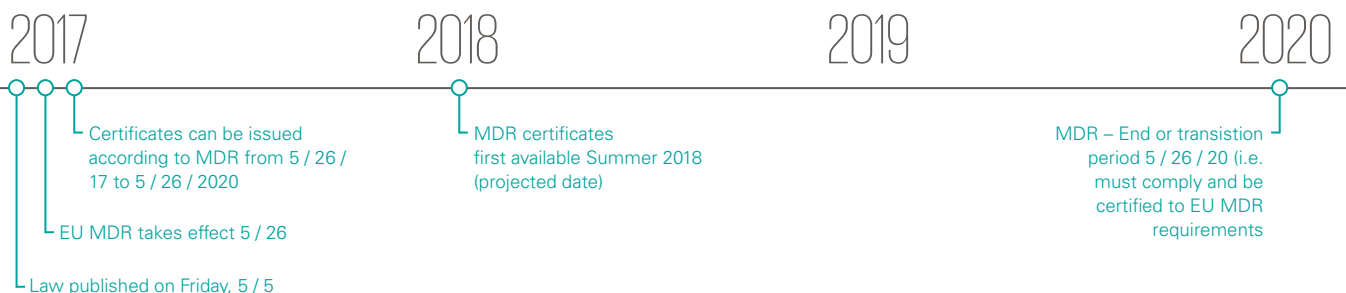 2017
2018
2019
2020
Certificates can be issued
according to MDR from 5 / 26 /
17 to 5 / 26 / 2020
EU MDR takes effect 5 / 26
Law published on Friday, 5 / 5
MDR certificates
first available Summer 2018
(projected date)
MDR – End or transistion
period 5 / 26 / 20 (i.e.
must comply and be
certified to EU MDR
requirements